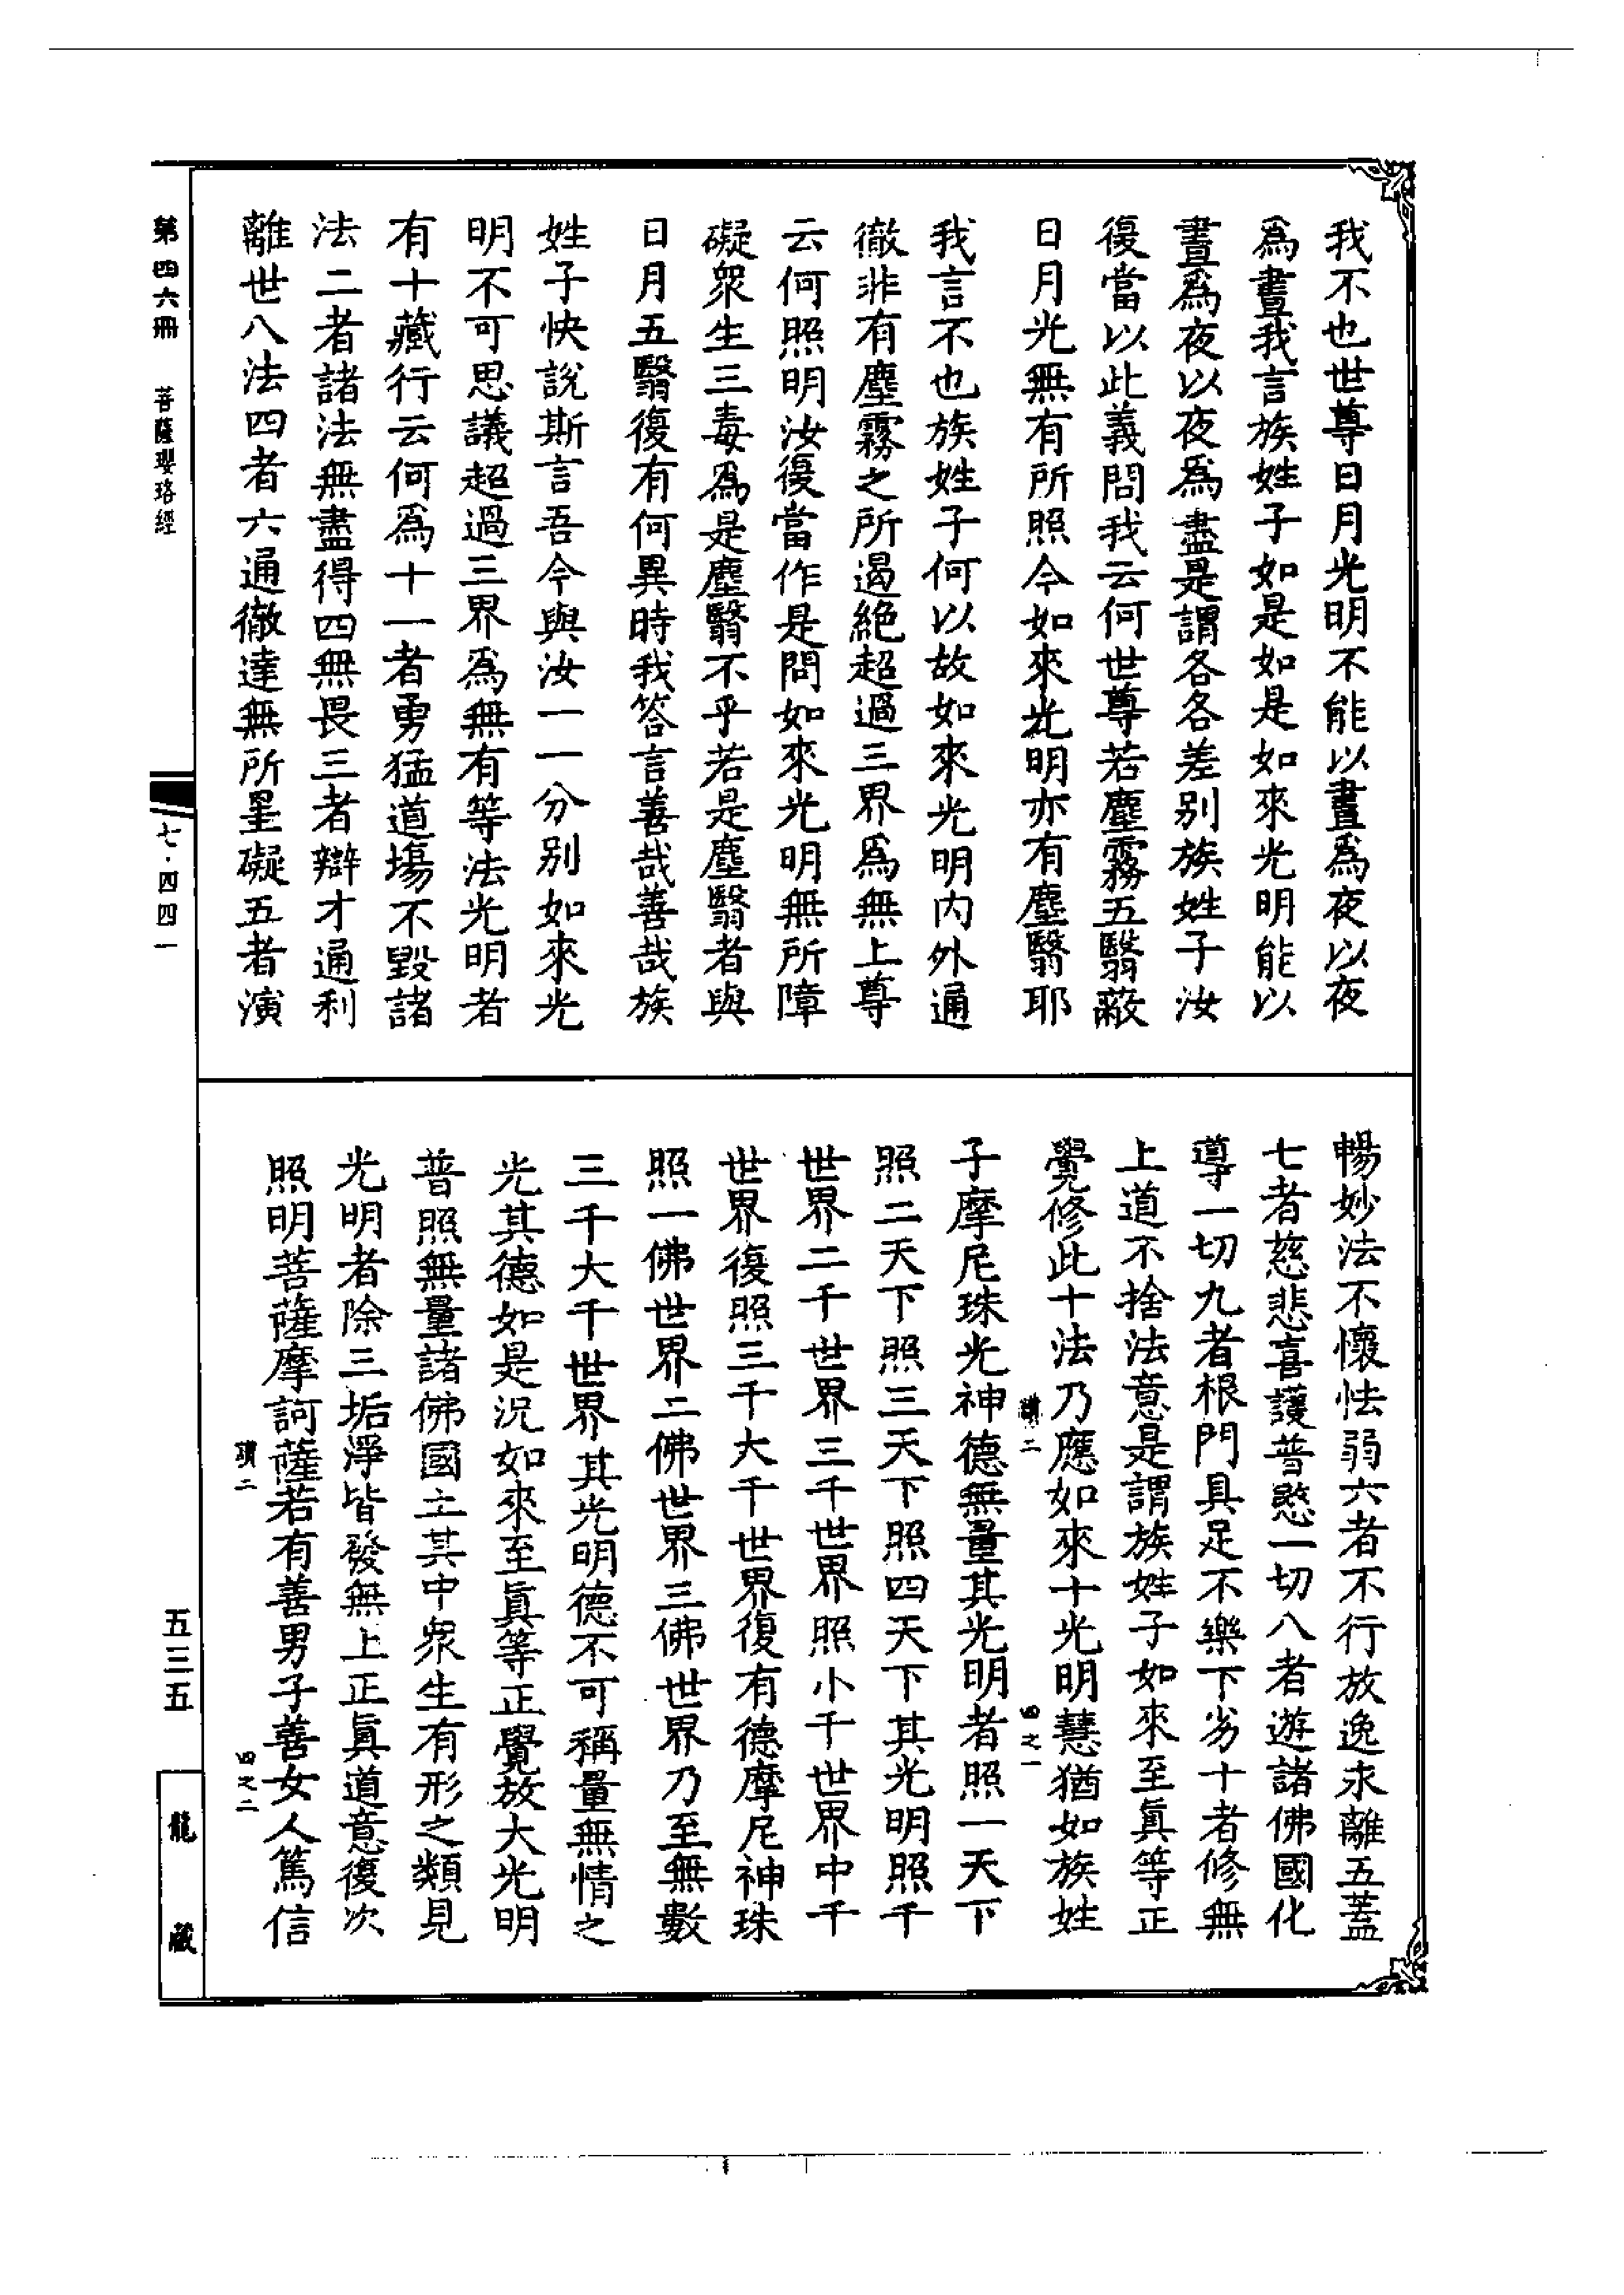 我不也世尊日月光明不能以晝爲夜以夜
爲晝我言族姓子如是如是如來光明能以
晝爲夜以夜爲晝是謂各各差别族姓子汝
復當以此義問我云何世尊若塵霧五翳蔽
日月光無有所照今如來光明亦有塵翳耶
我言不也族姓子何以故如來光明内外通
徹非有塵霧之所遏絶超過三界爲無上尊
云何照明汝復當作是問如來光明無所障
礙衆生三毒爲是塵翳不乎若是塵翳者與
日月五翳復有何異時我答言善哉善哉族
姓子快說斯言吾今與汝一一分别如來光
明不可思議超過三界爲無有等法光明者
有十藏行云何爲十一者勇猛道場不毁諸
法二者諸法無盡得四無畏三者辯才通利
離世八法四者六通徹達無所罣礙五者演
暢妙法不懷怯弱六者不行放逸永離五蓋
七者慈悲喜護普愍一切八者遊諸佛國化
導一切九者根門具足不樂下劣十者修無
上道不捨法意是謂族姓子如來至眞等正
覺修此十法乃應如來十光明慧猶如族姓
子摩尼珠光神德無量其光明者照一天下
照二天下照三天下照四天下其光明照千
世界二千世界三千世界照小千世界中千
世界復照三千大千世界復有德摩尼神珠
照一佛世界二佛世界三佛世界乃至無數
三千大千世界其光明德不可稱量無情之
光其德如是況如來至眞等正覺放大光明
普照無量諸佛國土其中衆生有形之類見
光明者除三垢淨皆發無上正眞道意復次
照明菩薩摩訶薩若有善男子善女人篤信
第四六冊 菩薩瓔珞經
七·四四一
五三五
龍藏
四之一
四之二